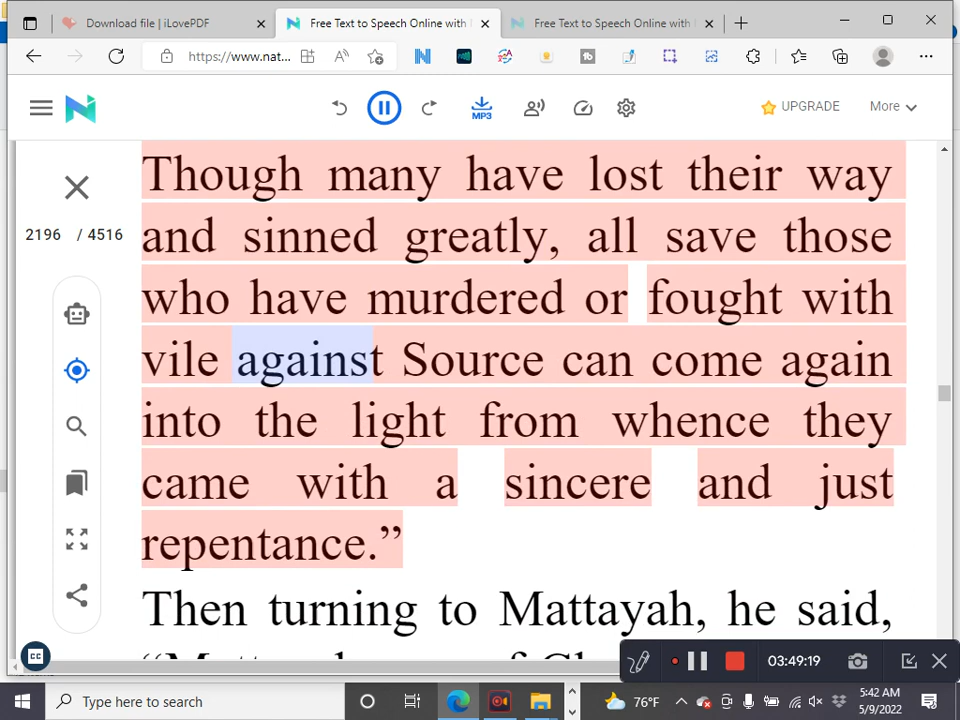 Download file | iLovePDF
Free Text to Speech Online with
Free Text to Speech Online with
https://www.nat...
MP3
UPGRADE
More
2196 / 4516
Though many have lost their way
and sinned greatly, all save those
who have murdered or fought with
vile against Source can come again
into the light from whence they
came with a sincere and just
repentance.”
Then turning to Mattayah, he said,
CC
03:49:19
Type here to search
76°F
5:42 AM
5/9/2022